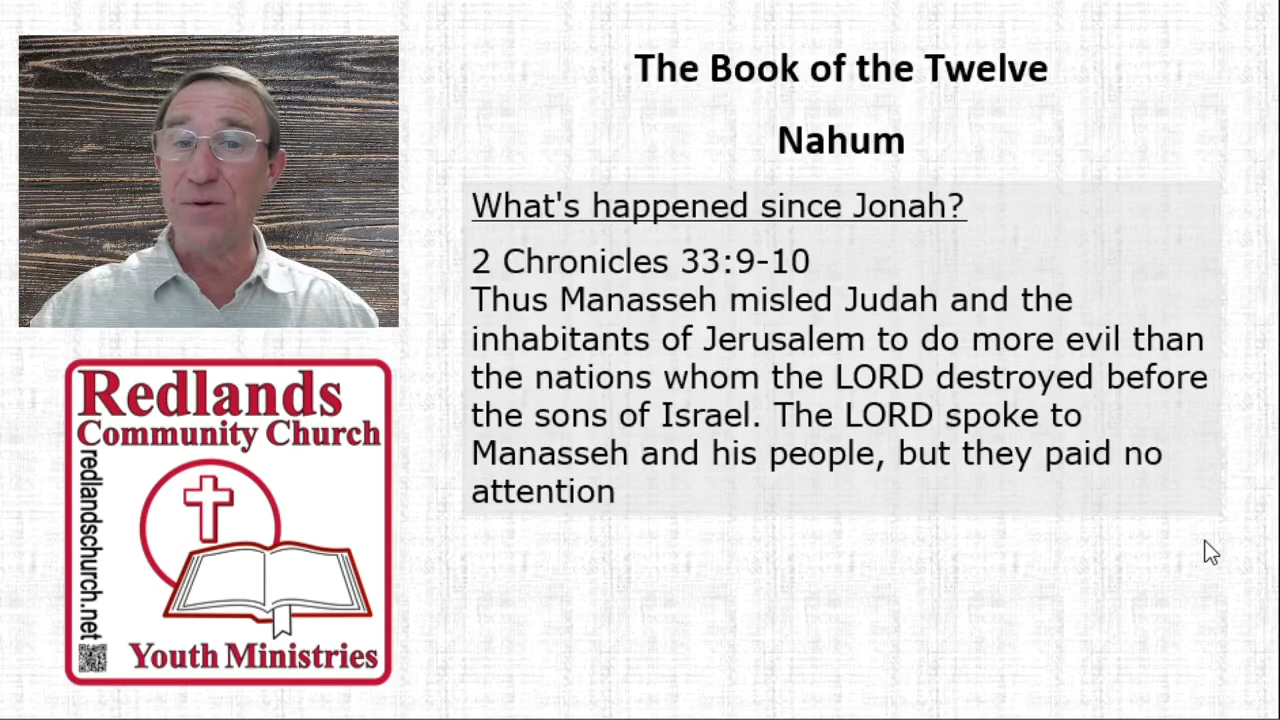 The Book of the Twelve
Nahum
What's happened since Jonah?
2 Chronicles 33:9-10
Thus Manasseh misled Judah and the
inhabitants of Jerusalem to do more evil than
the nations whom the LORD destroyed before
the sons of Israel. The LORD spoke to
Manasseh and his people, but they paid no
attention
Redlands
Community Church
redlandschurch.net
Youth Ministries